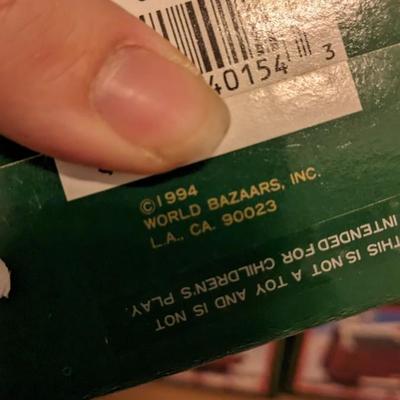 40154 3
©1994
WORLD BAZAARS, INC.
L.A., CA. 90023
THIS IS NOT A TOY AND IS NOT
INTENDED FOR CHILDREN'S PLAY.